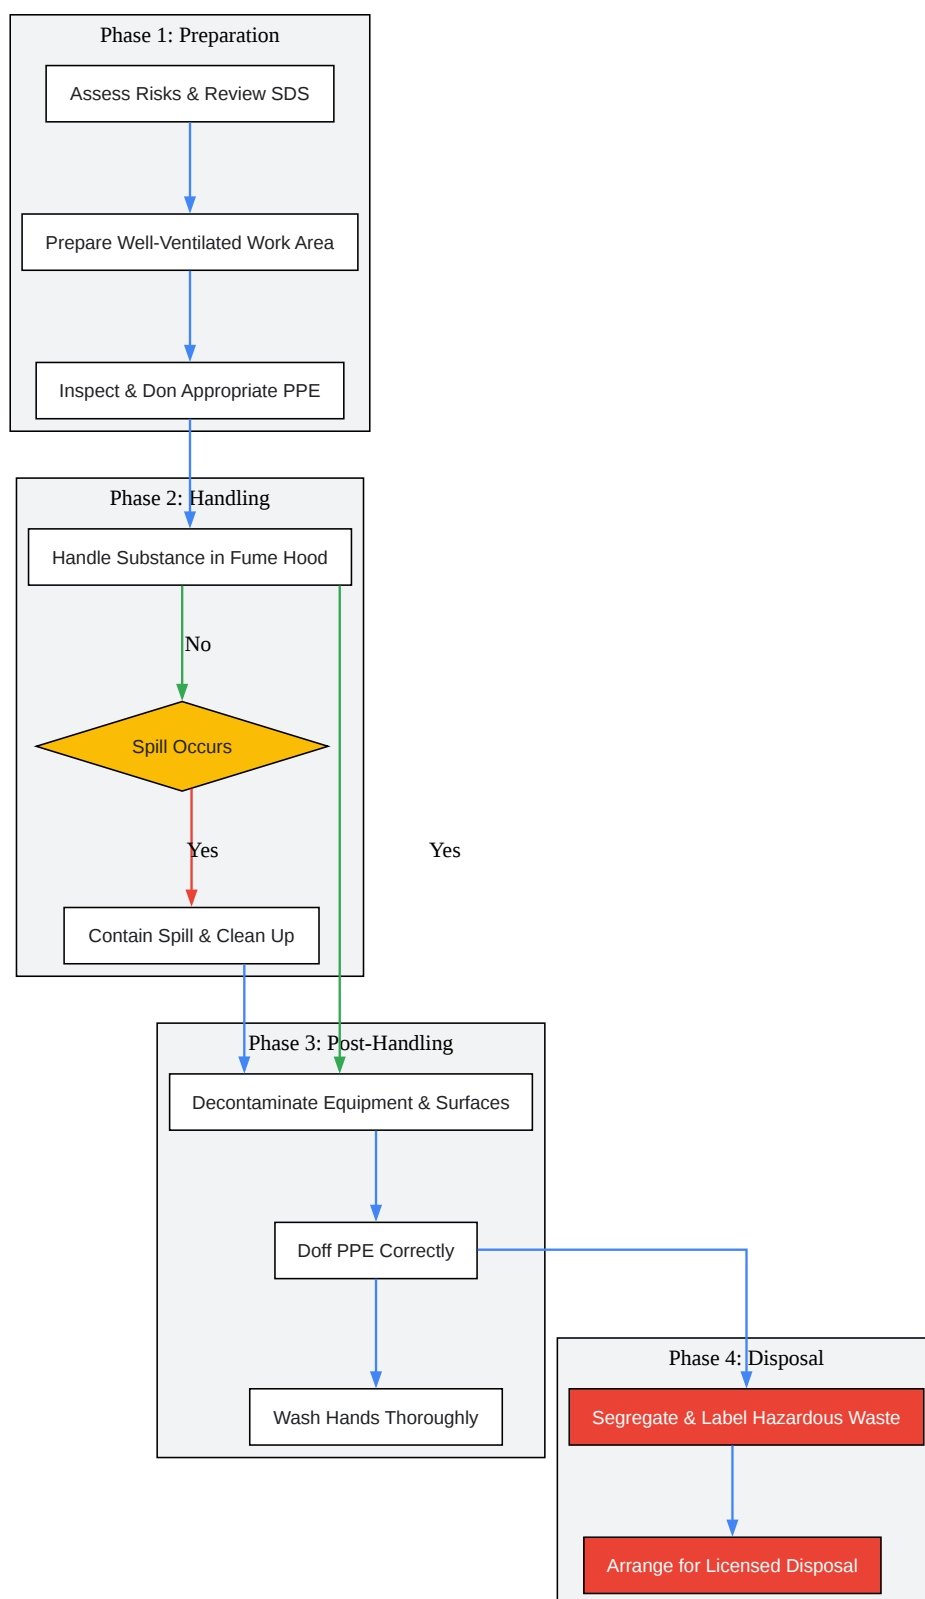 Phase 1: Preparation
Assess Risks & Review SDS
Prepare Well-Ventilated Work Area
Inspect & Don Appropriate PPE
Phase 2: Handling
Handle Substance in Fume Hood
No
Spill Occurs
Yes
Yes
Contain Spill & Clean Up
Phase 3: Post-Handling
Decontaminate Equipment & Surfaces
Doff PPE Correctly
Wash Hands Thoroughly
Phase 4: Disposal
Segregate & Label Hazardous Waste
Arrange for Licensed Disposal